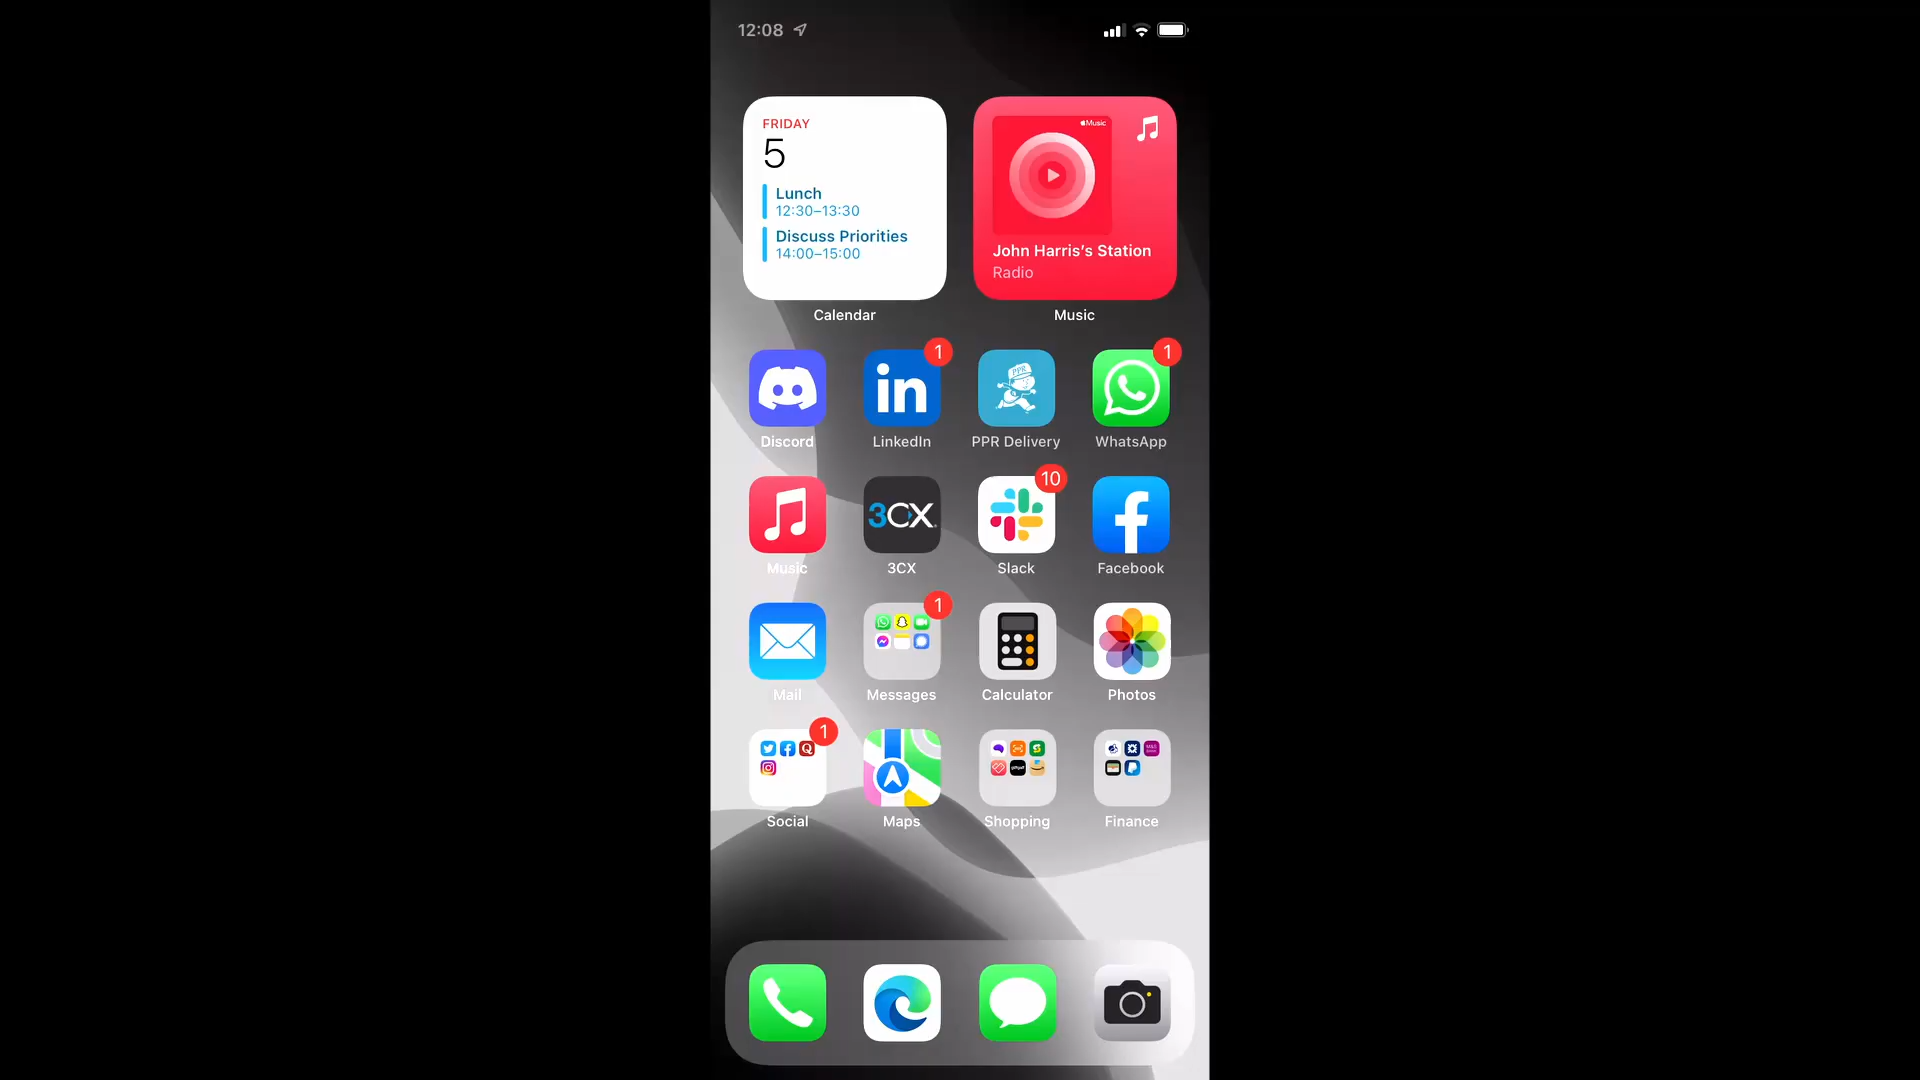 12:08
FRIDAY
5
Lunch
12:30–13:30
Discuss Priorities
14:00–15:00
Music
John Harris's Station
Radio
Calendar
Music
1
in
PPR
1
Discord
LinkedIn
PPR Delivery
WhatsApp
3CX
10
Music
3CX
Slack
Facebook
1
Mail
Messages
Calculator
Photos
1
Social
Maps
Shopping
Finance